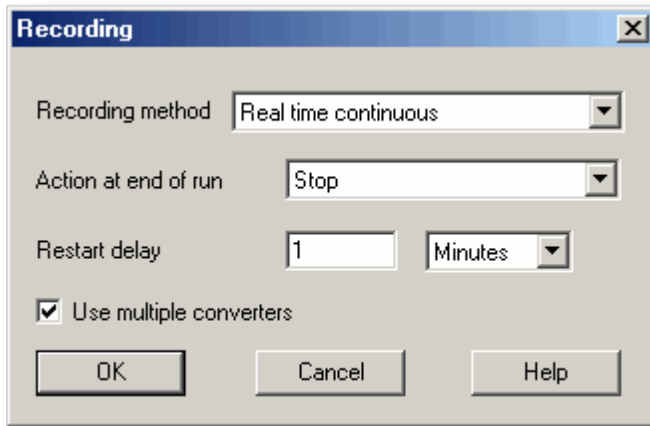 Recording
Recording method Real time continuous
Action at end of run Stop
Restart delay 1 Minutes
Use multiple converters
OK Cancel Help